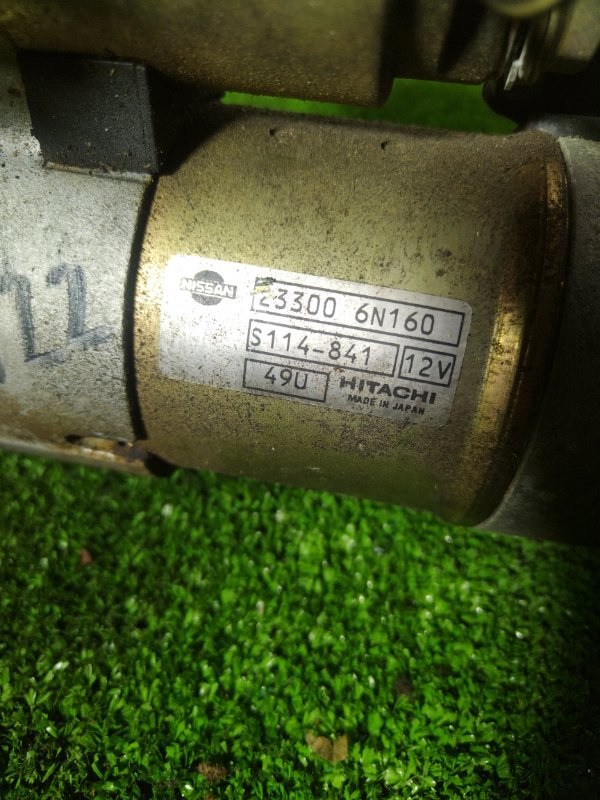 NISSAN
23300 6N160
S114-841 12V
49U HITACHI
MADE IN JAPAN